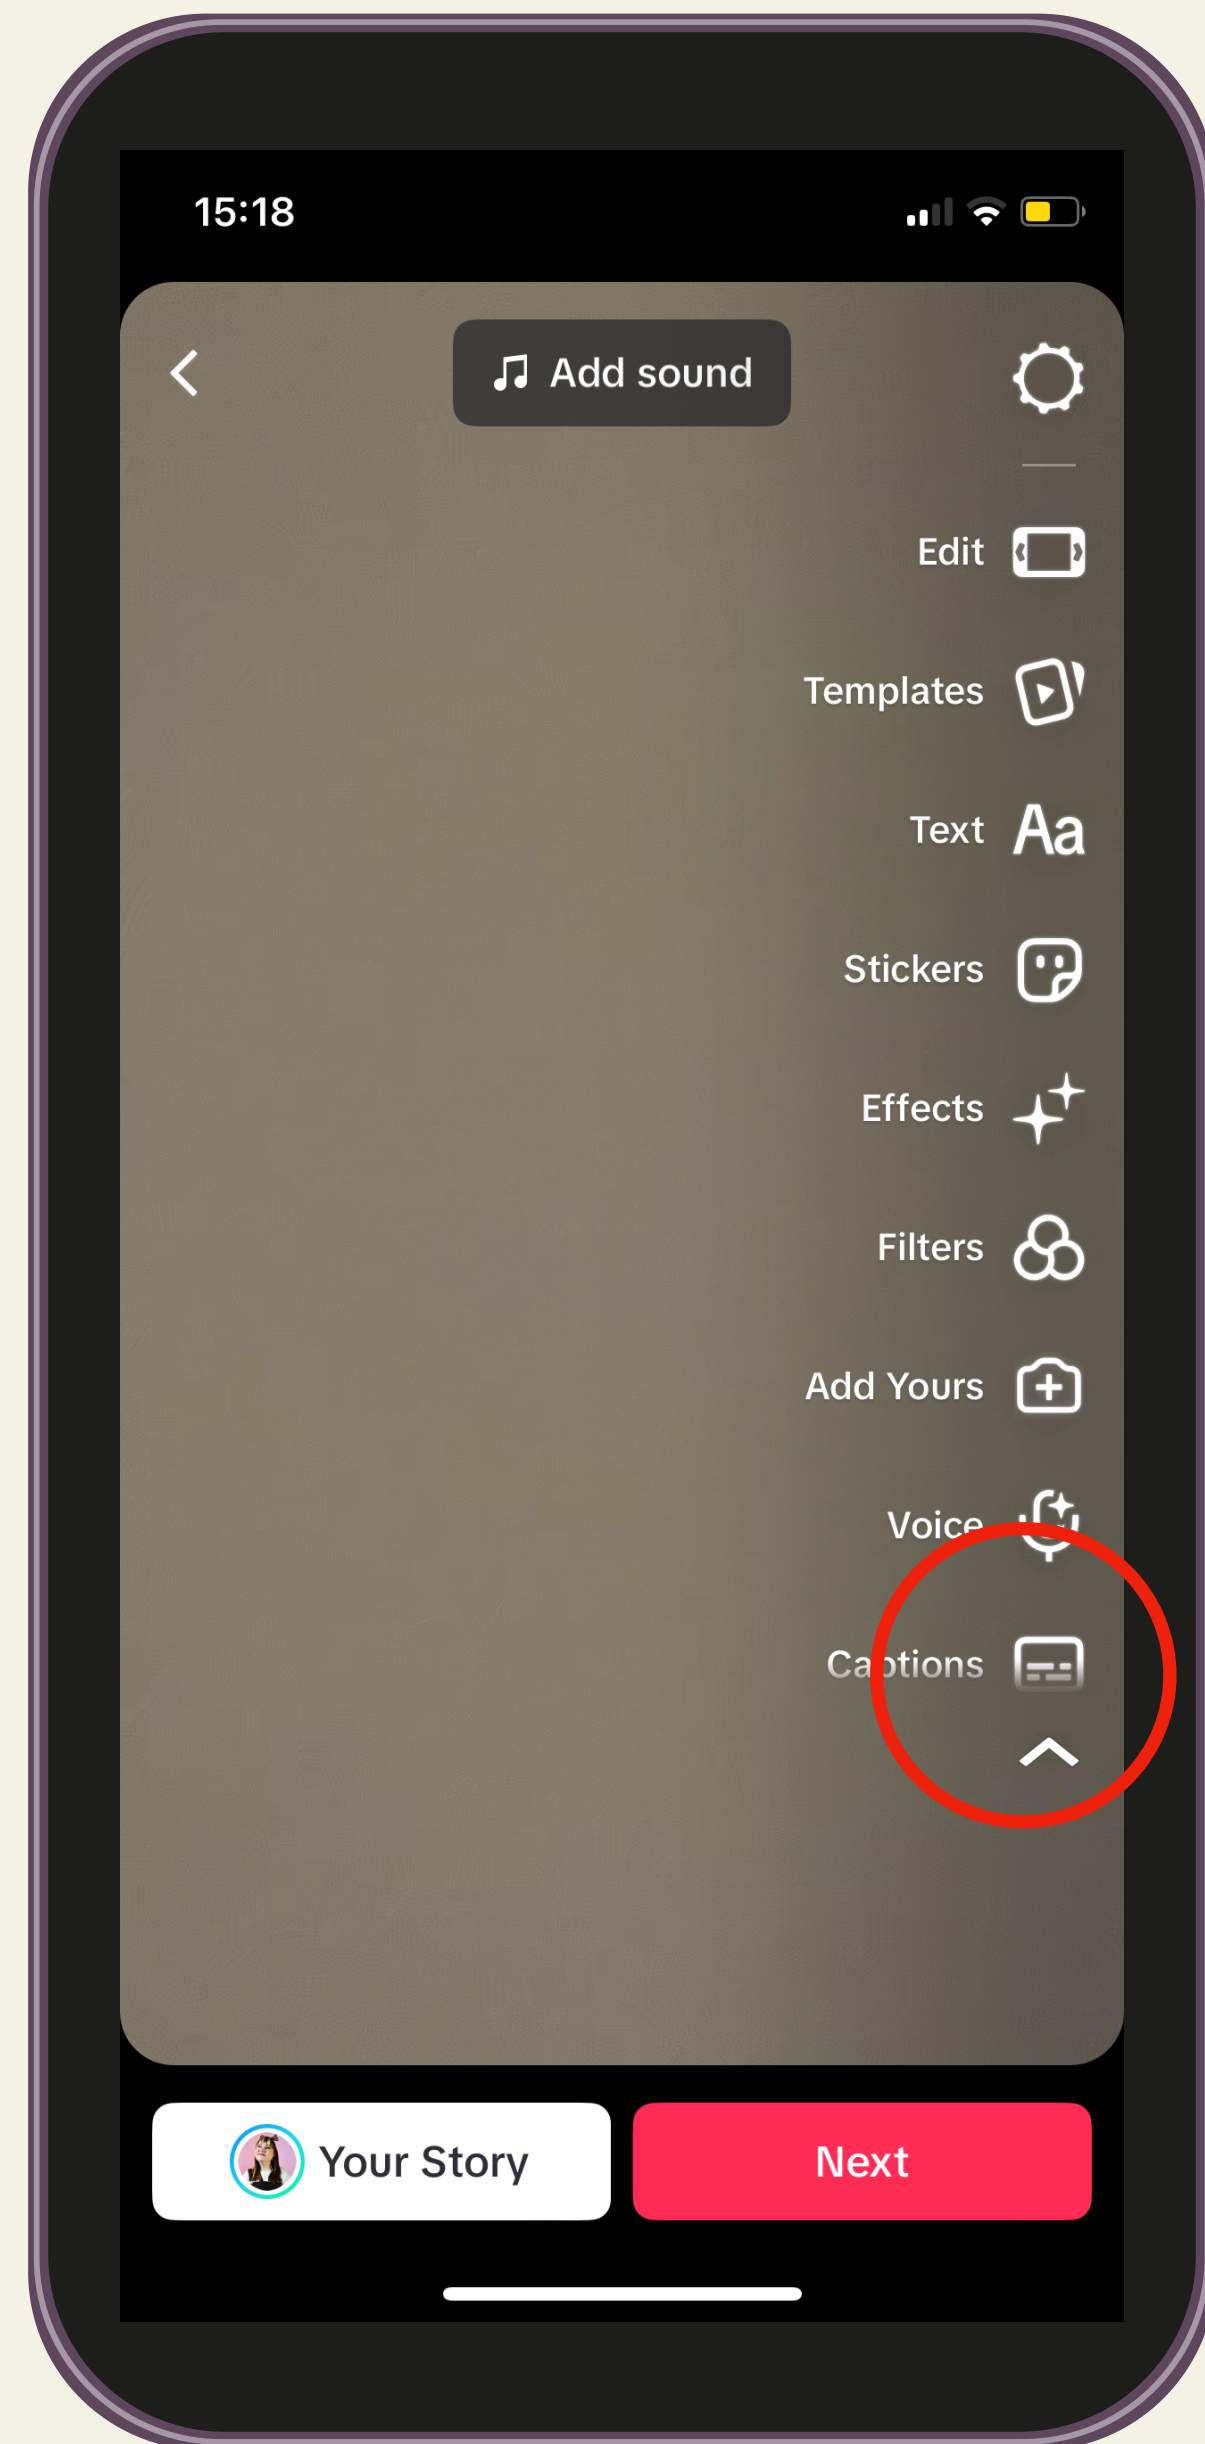 15:18
Add sound
Edit
Templates
Text Aa
Stickers
Effects
Filters
Add Yours
Voice
Captions
Your Story
Next